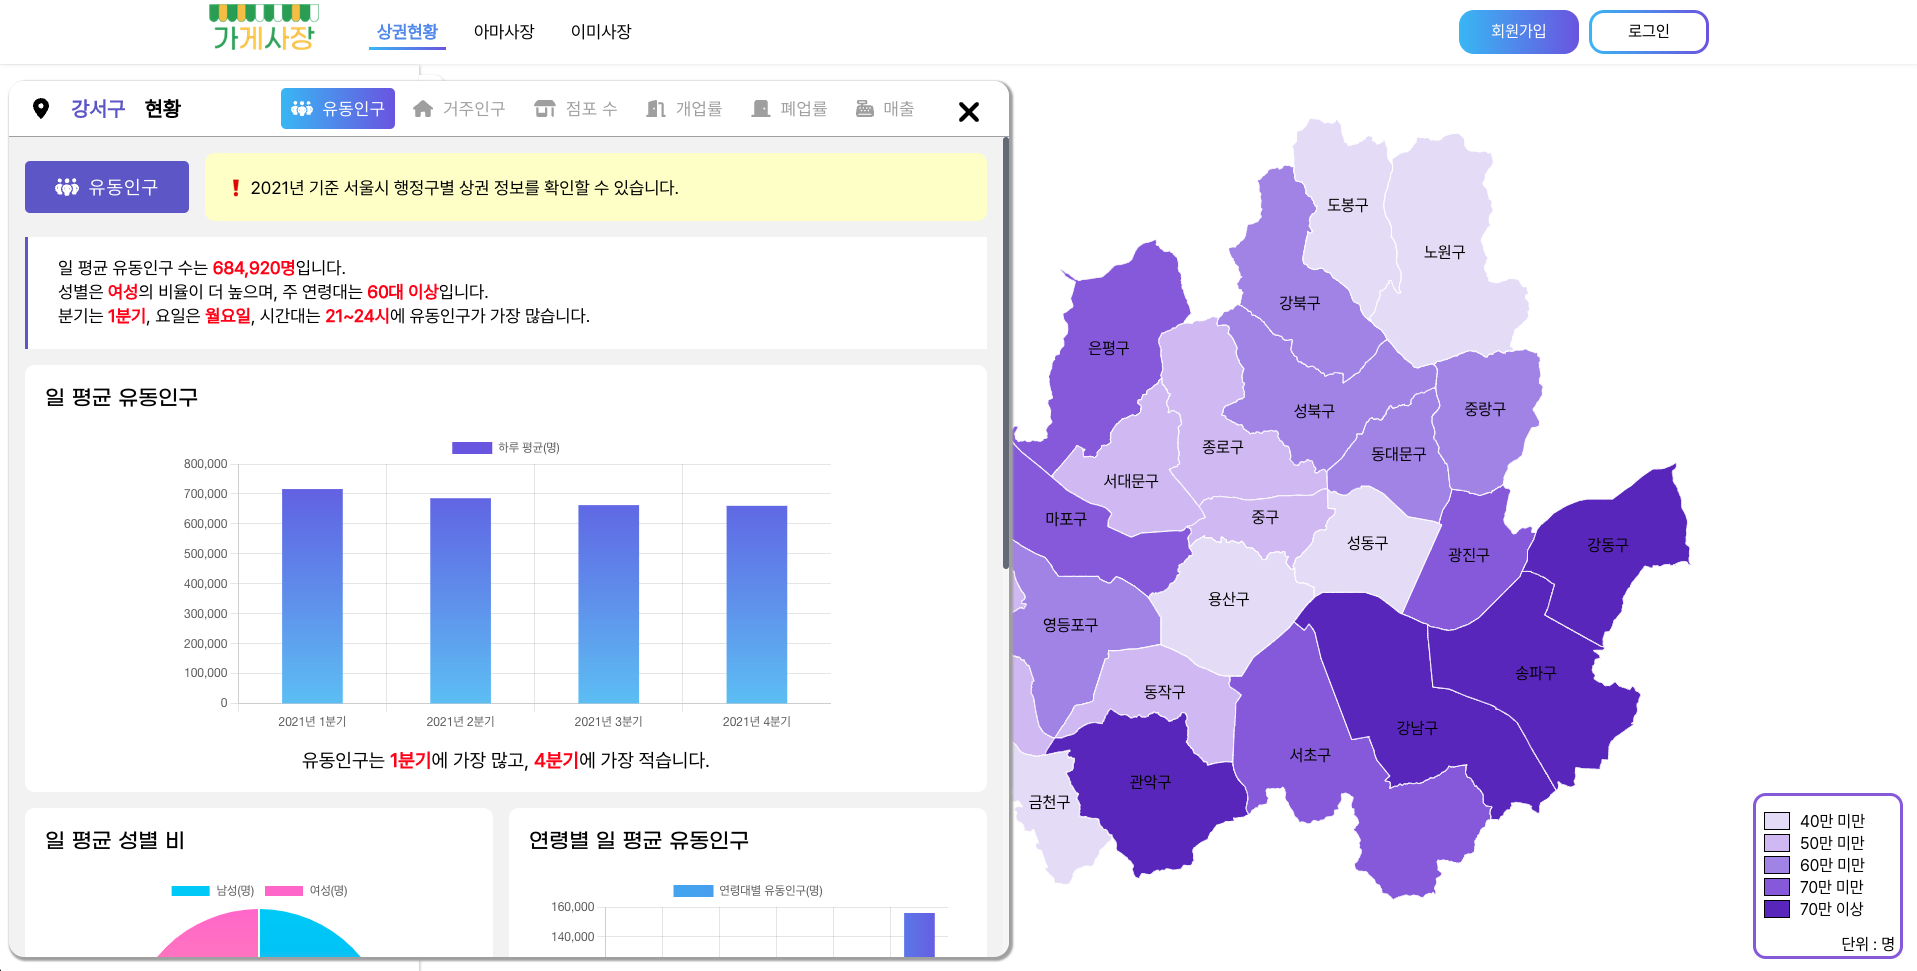 가게사장
상권현황
아마사장
이미사장
회원가입
로그인
강서구 현황
유동인구
거주인구
점포 수
개업률
폐업률
매출
유동인구
2021년 기준 서울시 행정구별 상권 정보를 확인할 수 있습니다.
일 평균 유동인구 수는 684,920명입니다.
성별은 여성의 비율이 더 높으며, 주 연령대는 60대 이상입니다.
분기는 1분기, 요일은 월요일, 시간대는 21~24시에 유동인구가 가장 많습니다.
일 평균 유동인구
하루 평균(명)
800,000
700,000
600,000
500,000
400,000
300,000
200,000
100,000
0
2021년 1분기
2021년 2분기
2021년 3분기
2021년 4분기
유동인구는 1분기에 가장 많고, 4분기에 가장 적습니다.
일 평균 성별 비
남성(명)
여성(명)
연령별 일 평균 유동인구
연령대별 유동인구(명)
160,000
140,000
도봉구
노원구
강북구
은평구
성북구
중랑구
종로구
동대문구
서대문구
중구
마포구
성동구
강동구
광진구
용산구
영등포구
송파구
동작구
강남구
서초구
관악구
금천구
40만 미만
50만 미만
60만 미만
70만 미만
70만 이상
단위 : 명